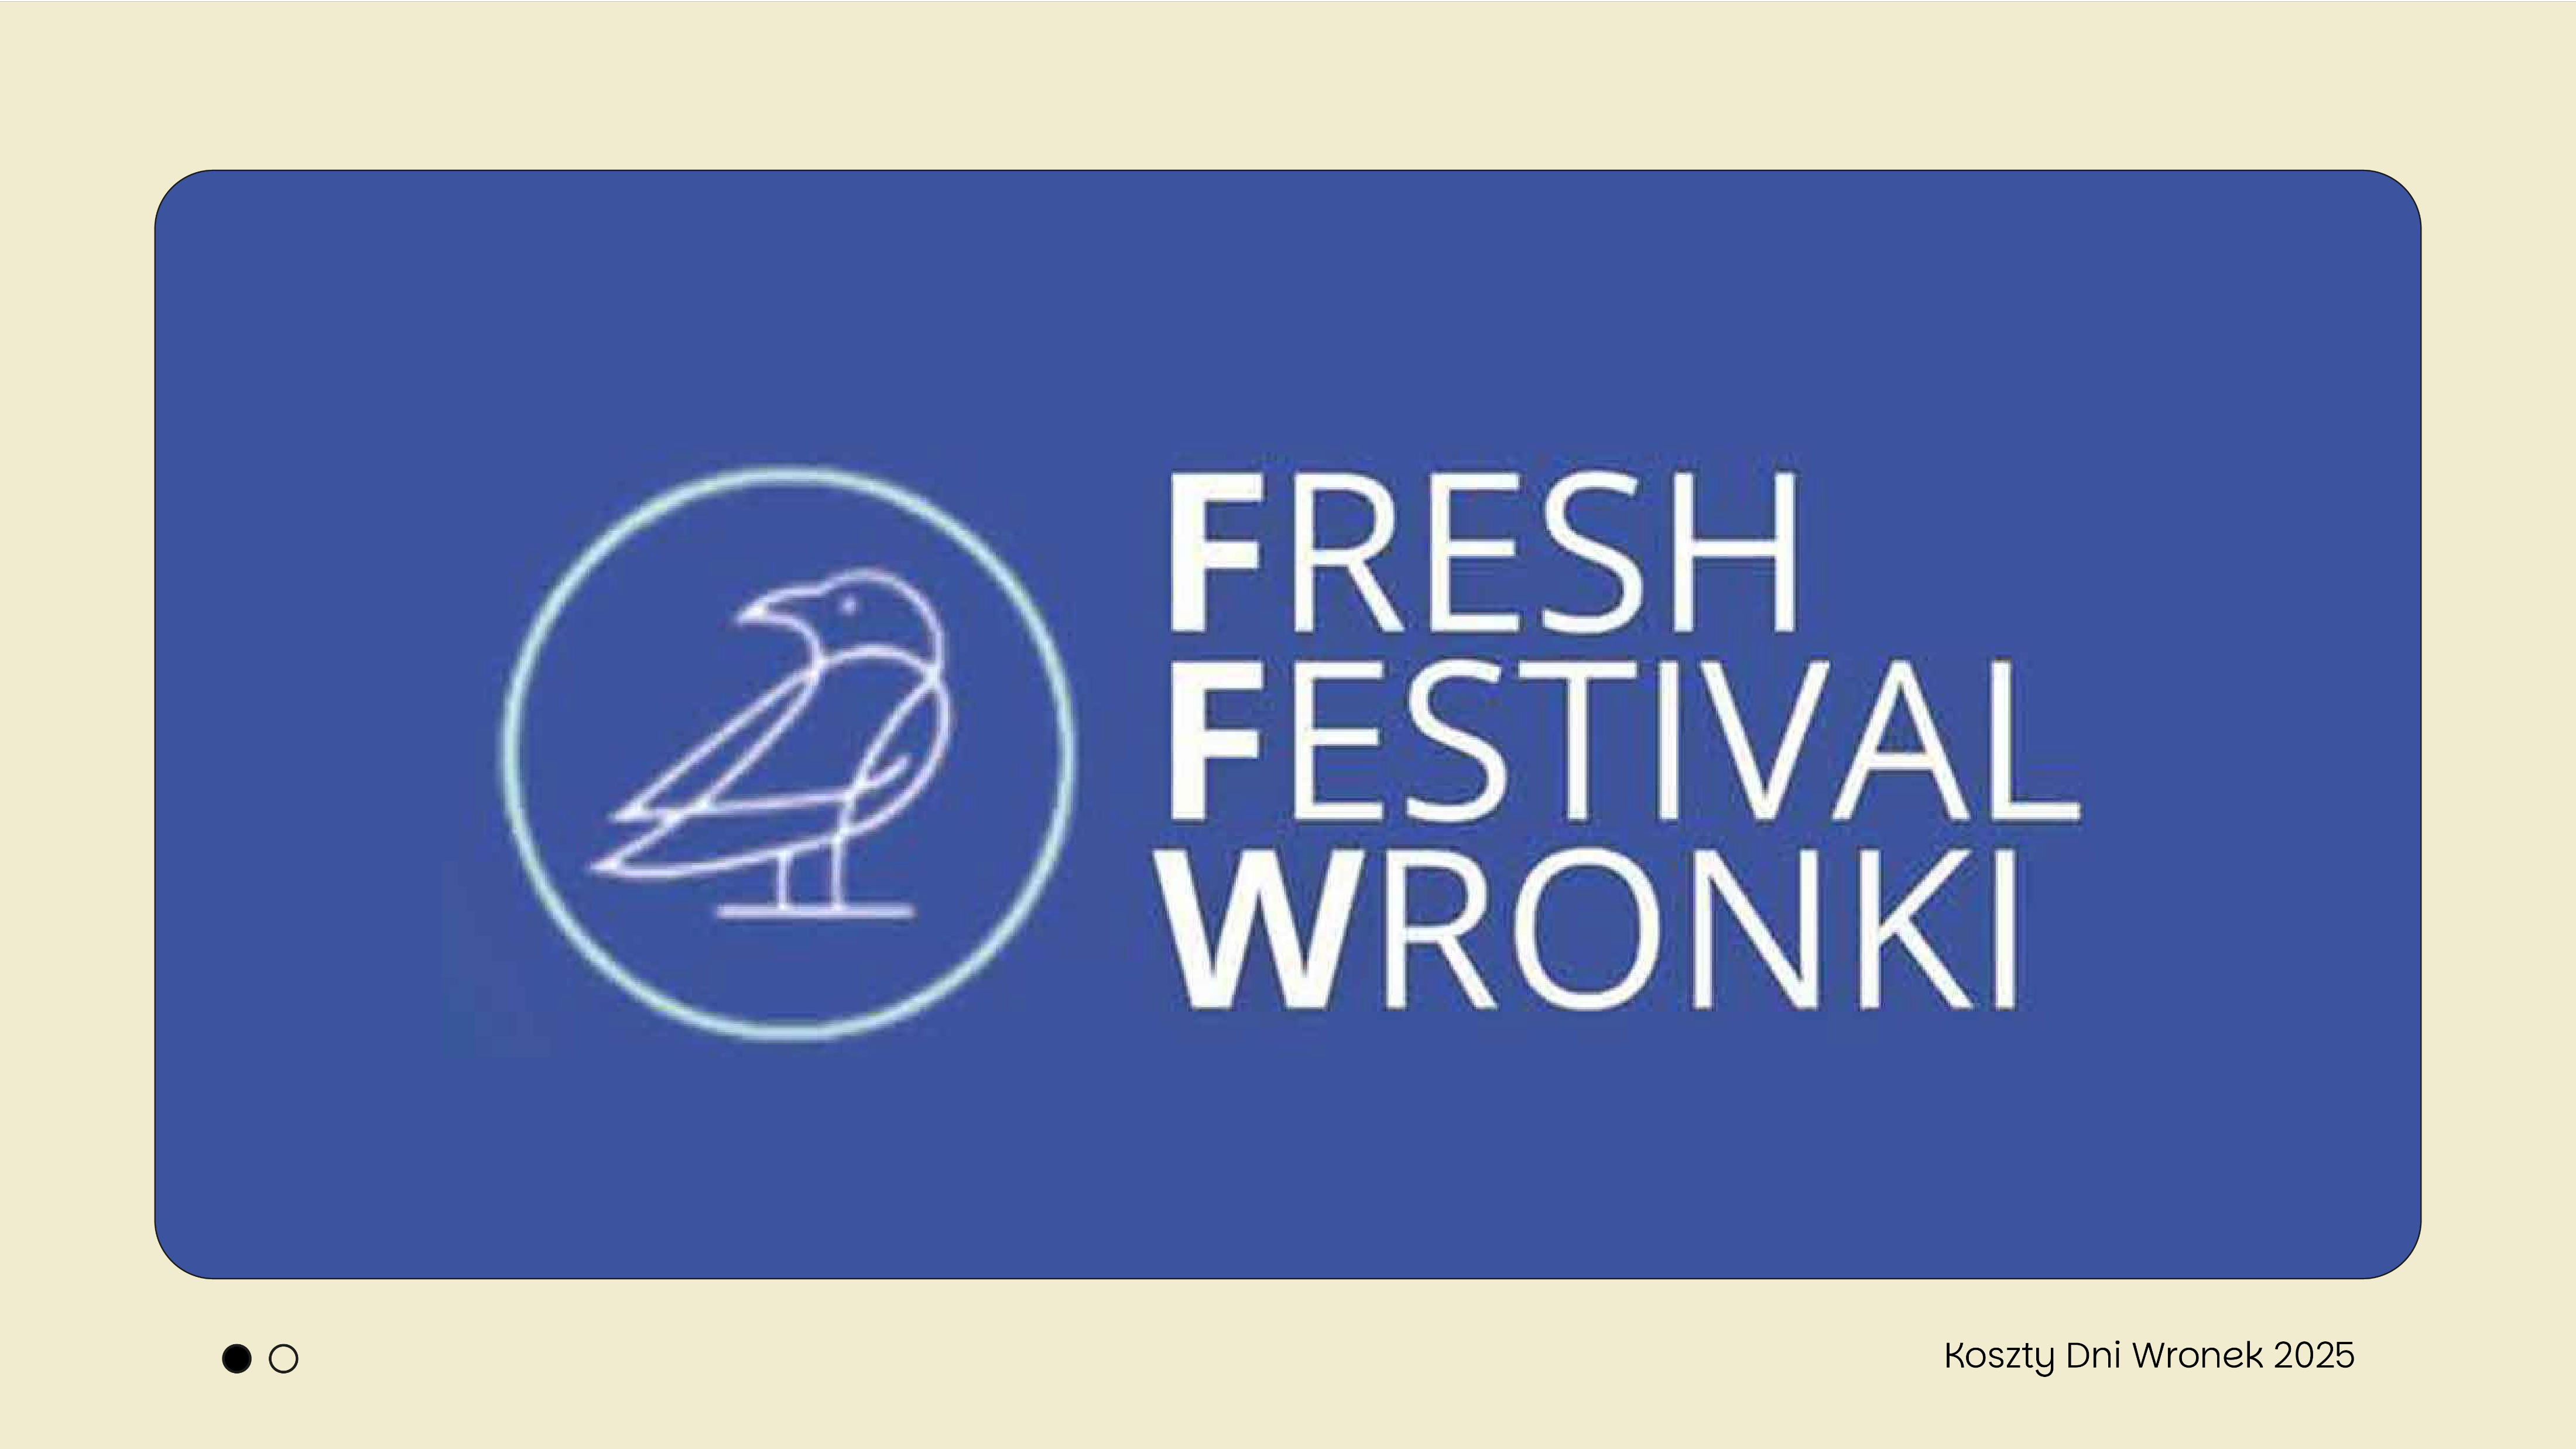 FRESH
FESTIVAL
WRONKI
Koszty Dni Wronek 2025